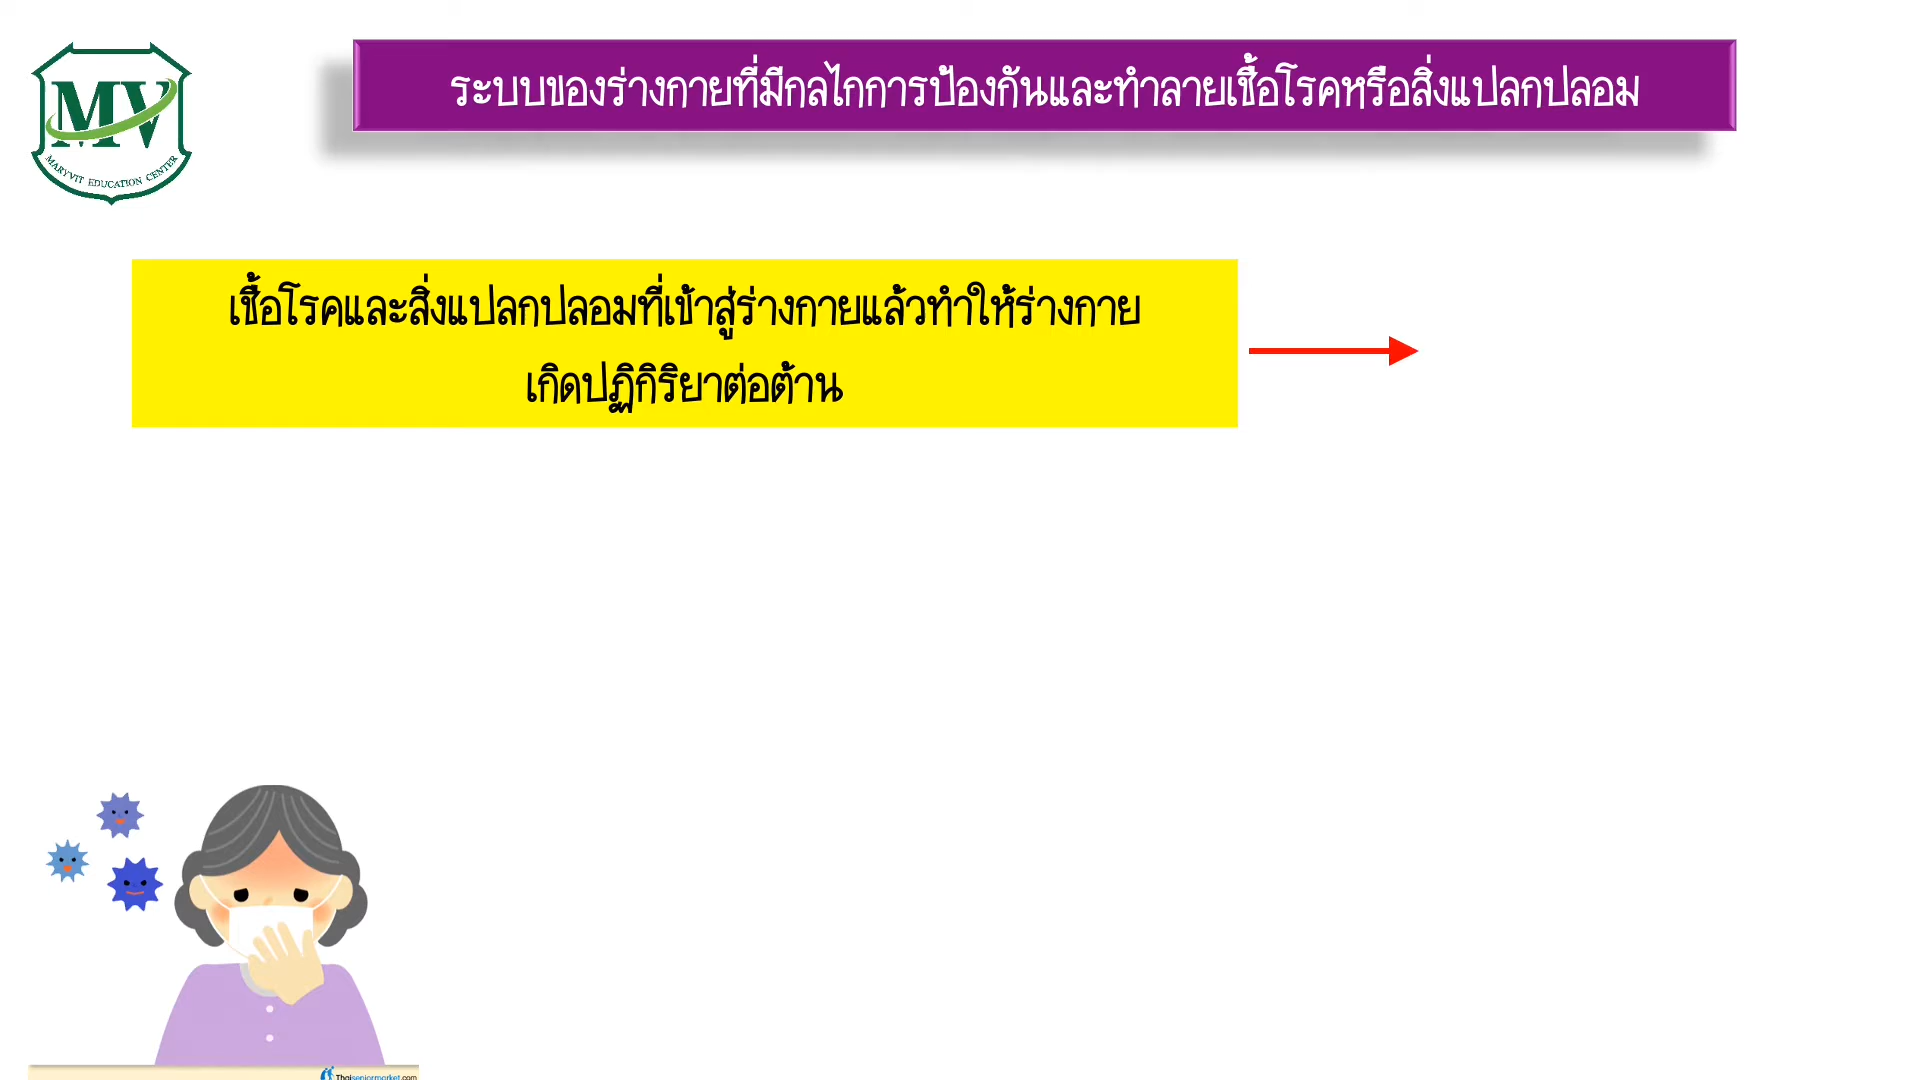 MV
MARYVIT EDUCATION CENTER
ระบบของร่างกายที่มีกลไกการป้องกันและทำลายเชื้อโรคหรือสิ่งแปลกปลอม
เชื้อโรคและสิ่งแปลกปลอมที่เข้าสู่ร่างกายแล้วทำให้ร่างกาย
เกิดปฏิกิริยาต่อต้าน
Thaiseniormarket.com